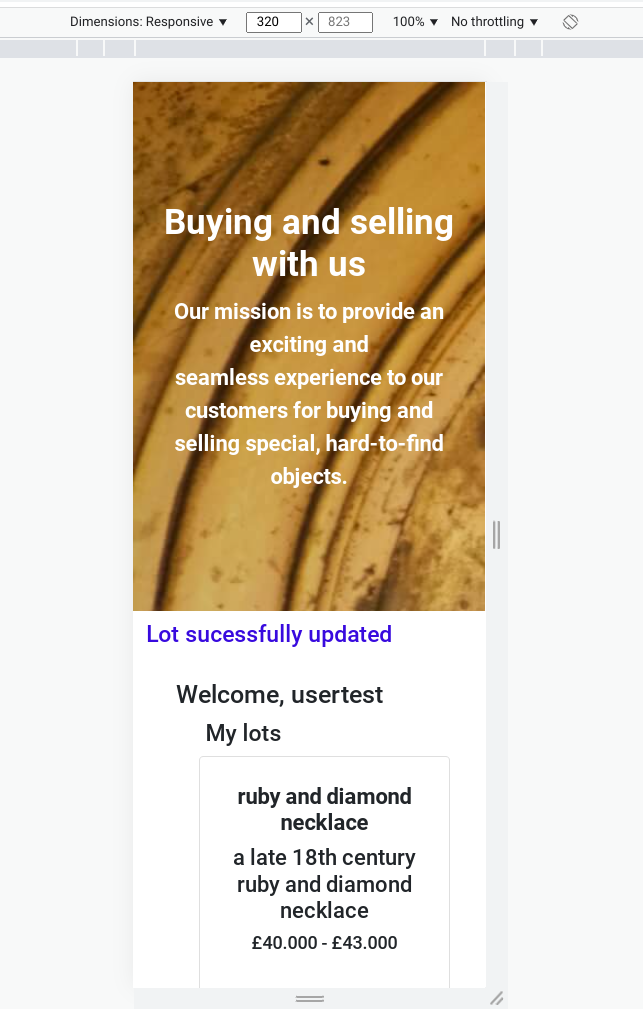 Dimensions: Responsive ▼ 320 × 823 100% ▼ No throttling ▼
Buying and selling
with us
Our mission is to provide an
exciting and
seamless experience to our
customers for buying and
selling special, hard-to-find
objects.
Lot sucessfully updated
Welcome, usertest
My lots
ruby and diamond
necklace
a late 18th century
ruby and diamond
necklace
£40.000 - £43.000